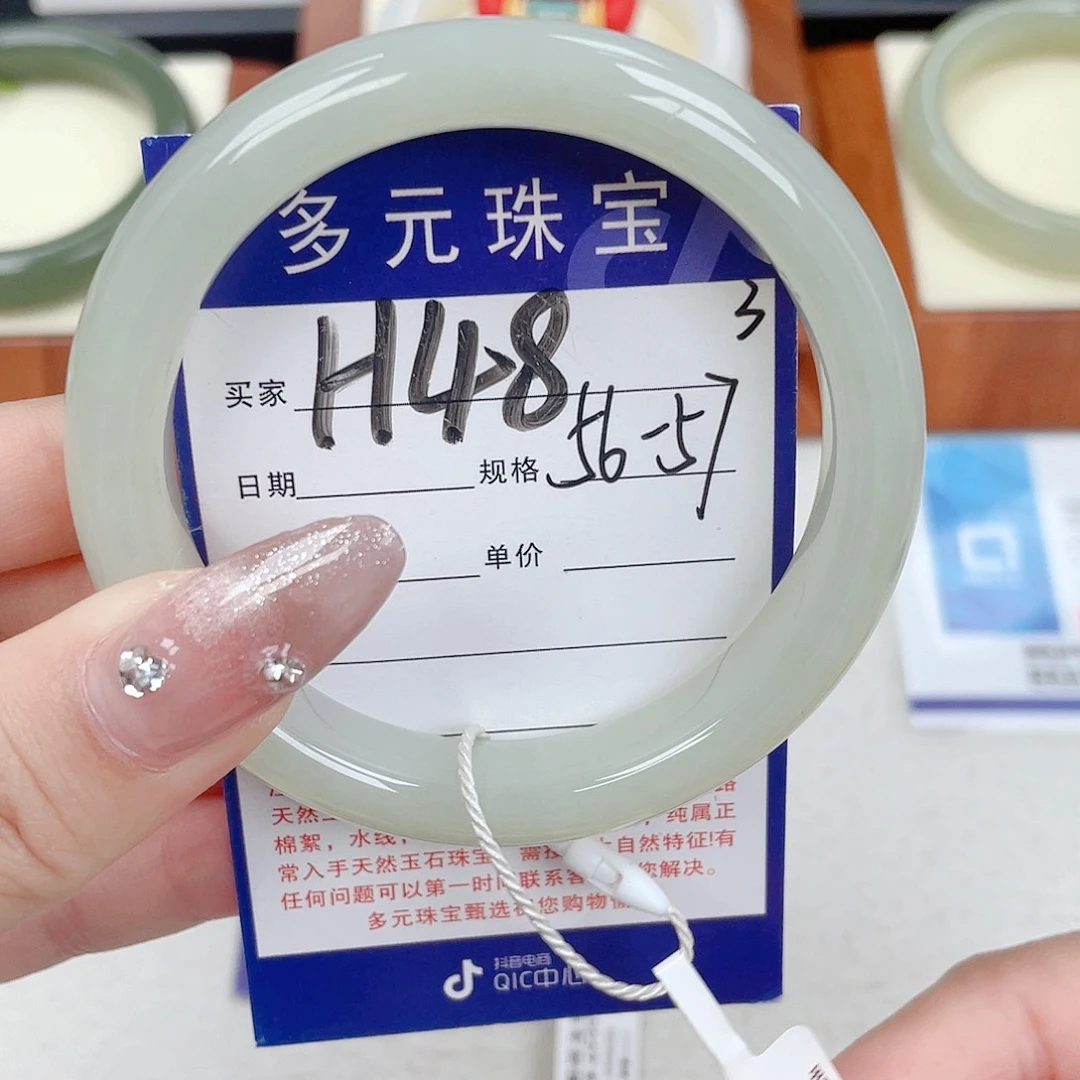 多元珠宝
3
买家 H48
日期 规格 56-57
单价
天然
棉絮，水线， ，纯属正
常入手天然玉石珠宝 自然特征!有
任何问题可以第一时间联系客 您解决。
多元珠宝甄选祝您购物愉
抖音电商
QIC中心